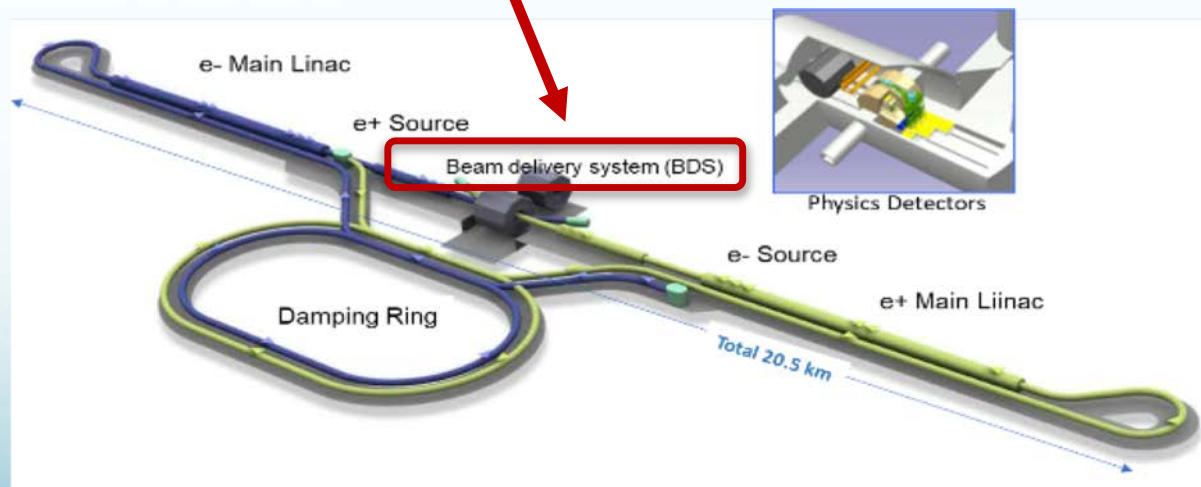 e- Main Linac
e+ Source
Beam delivery system (BDS)
Physics Detectors
e- Source
e+ Main Liinac
Damping Ring
Total 20.5 km